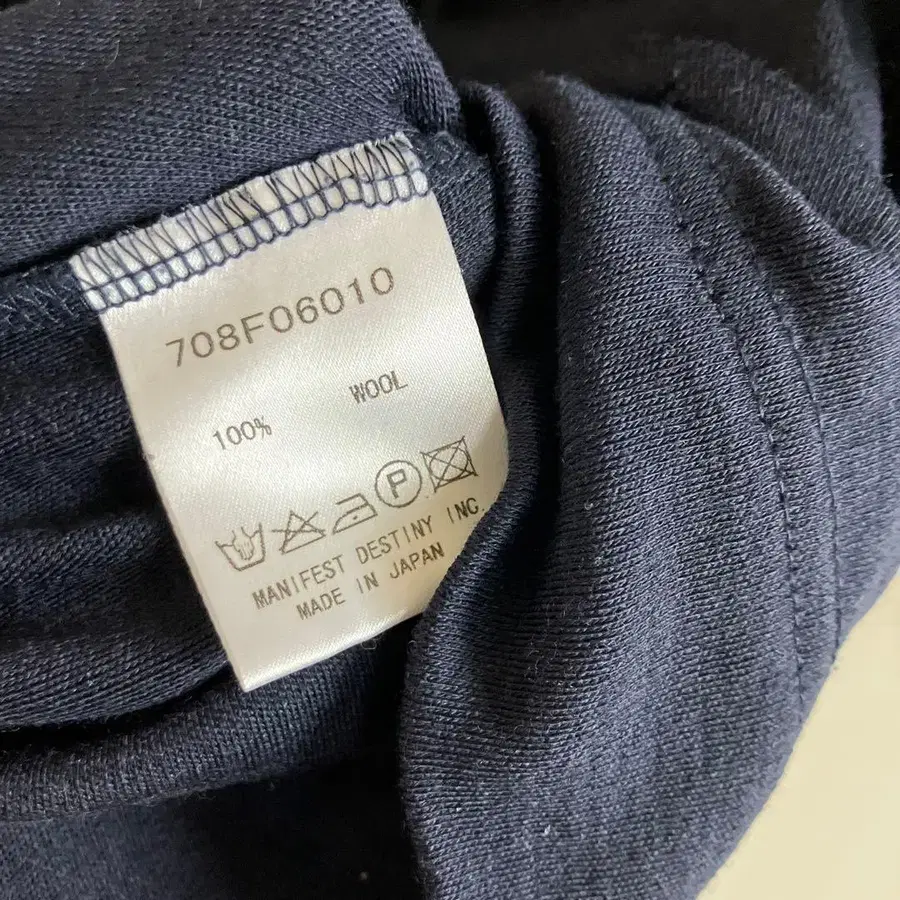 708F06010
100% WOOL
P
MANIFEST DESTINY INC.
MADE IN JAPAN